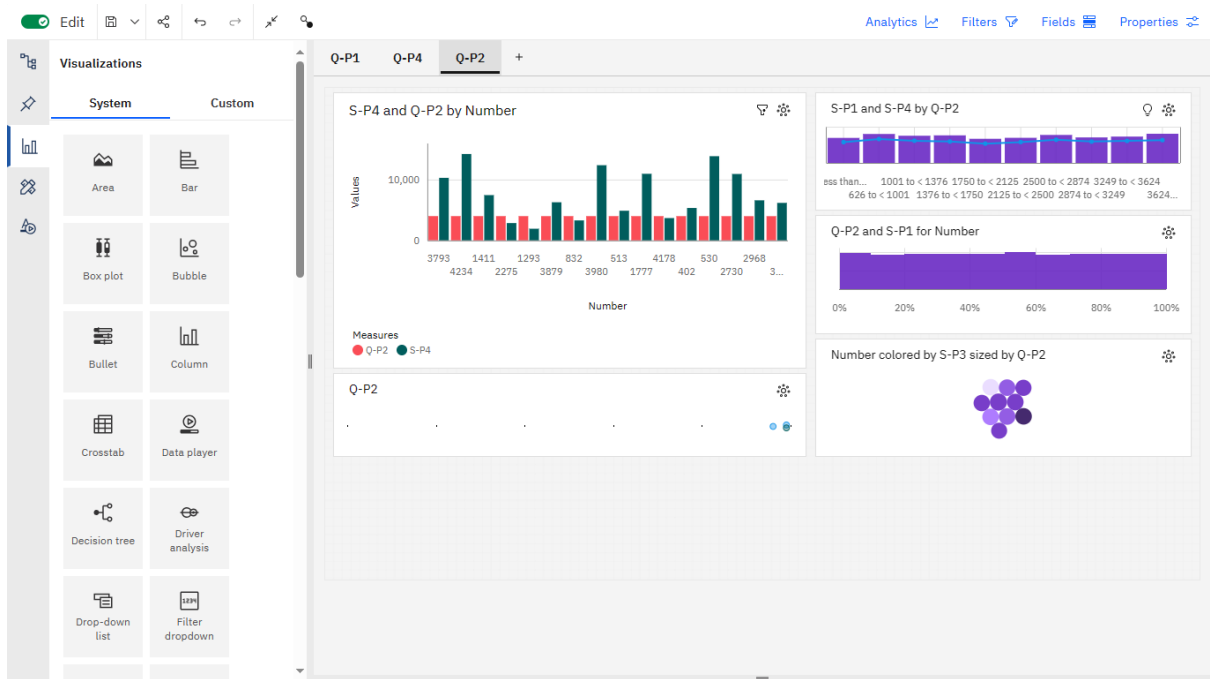 Edit
Analytics Filters Fields Properties
Visualizations
System Custom
Area Bar
Box plot Bubble
Bullet Column
Crosstab Data player
Decision tree Driver analysis
Drop-down list Filter dropdown
1234
Q-P1 Q-P4 Q-P2 +
S-P4 and Q-P2 by Number
Values
10,000
0
3793 1411 1293 832 513 4178 530 2968
4234 2275 3879 3980 1777 402 2730 3...
Number
Measures
Q-P2 S-P4
Q-P2
S-P1 and S-P4 by Q-P2
ess than... 1001 to < 1376 1750 to < 2125 2500 to < 2874 3249 to < 3624
626 to < 1001 1376 to < 1750 2125 to < 2500 2874 to < 3249 3624...
Q-P2 and S-P1 for Number
0% 20% 40% 60% 80% 100%
Number colored by S-P3 sized by Q-P2